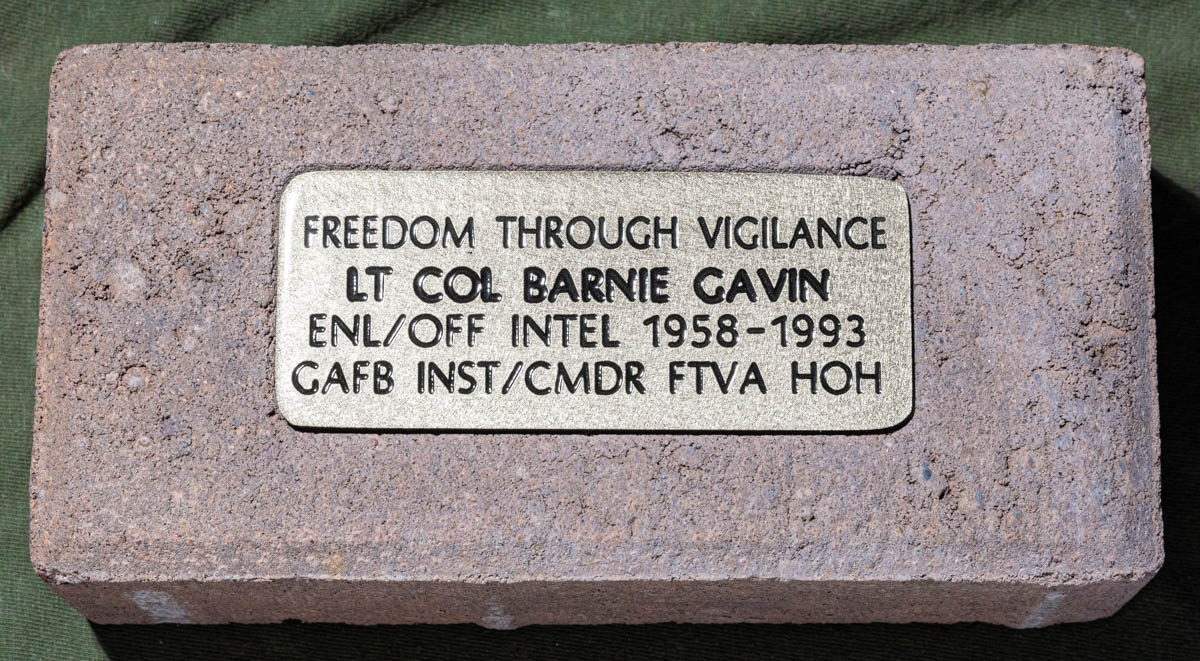 FREEDOM THROUGH VIGILANCE
LT COL BARNIE GAVIN
ENL/OFF INTEL 1958-1993
GAFB INST/CMDR FTVA HOH